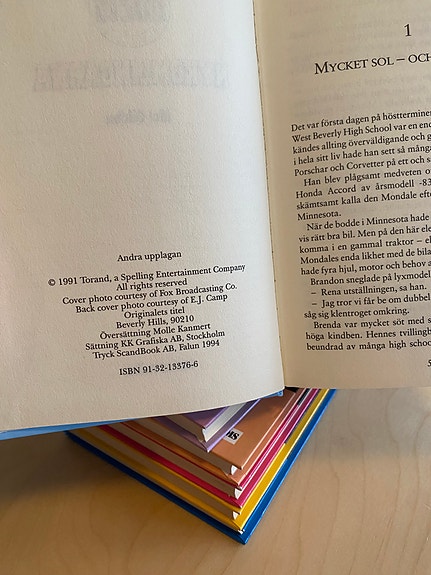 Andra upplagan
© 1991 Torand, a Spelling Entertainment Company
All rights reserved
Cover photo courtesy of Fox Broadcasting Co.
Back cover photo courtesy of E.J. Camp
Originalets titel
Beverly Hills, 90210
Översättning Molle Kanmert
Sättning KK Grafiska AB, Stockholm
Tryck ScandBook AB, Falun 1994
ISBN 91-32-13376-6
1
MYCKET SOL – OCH
Det var första dagen på höstterminen
West Beverly High School var en end
kändes allting överväldigande och g
i hela sitt liv hade han sett så många
Porschar och Corvetter på ett och s
Han blev plågsamt medveten o
Honda Accord av årsmodell -83
skämtsamt kalla den Mondale eft
Minnesota.
När de bodde i Minnesota hade
vis rätt bra bil. Men på den här ele
komma i en gammal traktor – el
Mondales enda likhet med de bila
hade fyra hjul, motor och behov a
Brandon sneglade på lyxmodel
– Rena utställningen, sa han.
– Jag tror vi får be om dubbel
såg sig klentroget omkring.
Brenda var mycket söt med s
höga kindben. Hennes tvillingb
beundrad av många high schoo
5